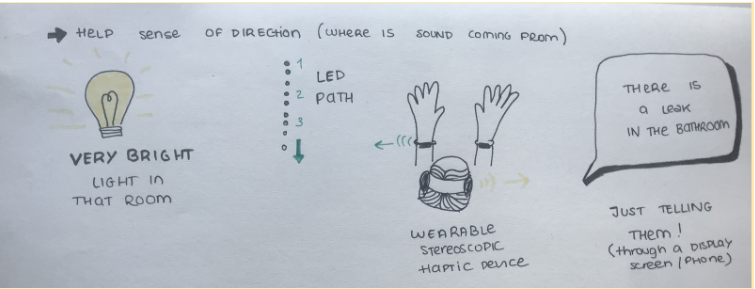 → HELP sense OF DIRECTION (WHERE IS SOUND COMING FROM)
VERY BRIGHT
LIGHT IN
THAT ROOM
1
2
3
LED
PATH
WEARABLE
STEREOSCOPIC
HAPTIC DEVICE
THERE IS
a Leak
IN THE BATHROOM
JUST TELLING
THEM!
(through a DISPLAY
screen / PHONE)